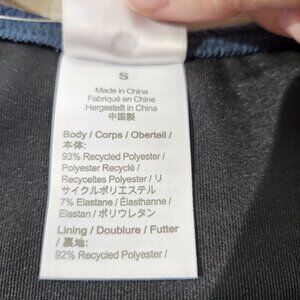 S
Made in China
Fabriqué en Chine
Hergestellt in China
中国製
Body / Corps / Oberteil /
本体:
93% Recycled Polyester /
Polyester Recyclé /
Recyceltes Polyester / リ
サイクルポリエステル
7% Elastane / Élasthanne /
Elastan / ポリウレタン
Lining / Doublure / Futter
/ 裏地:
92% Recycled Polyester /